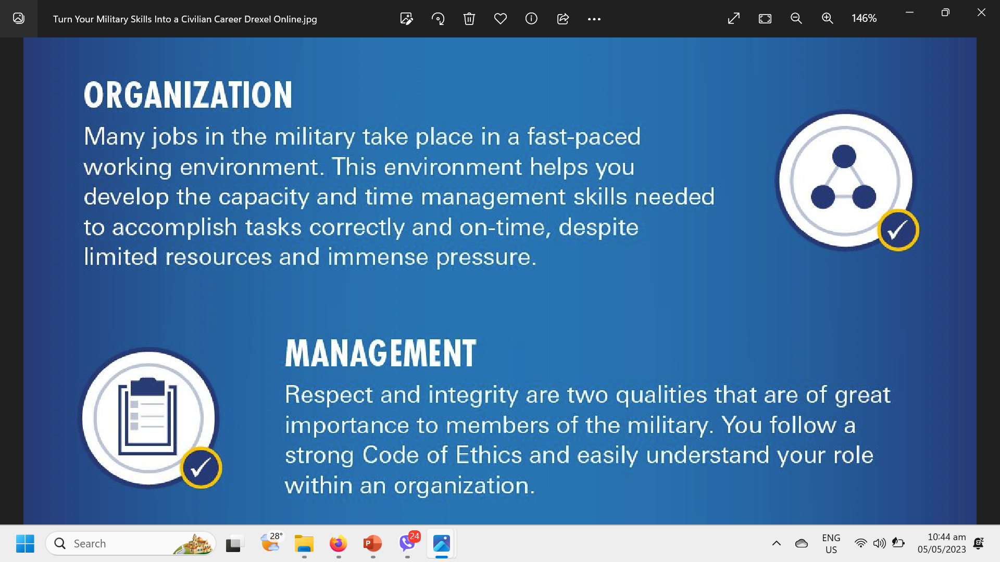 Turn Your Military Skills Into a Civilian Career Drexel Online.jpg
146%
ORGANIZATION
Many jobs in the military take place in a fast-paced
working environment. This environment helps you
develop the capacity and time management skills needed
to accomplish tasks correctly and on-time, despite
limited resources and immense pressure.
MANAGEMENT
Respect and integrity are two qualities that are of great
importance to members of the military. You follow a
strong Code of Ethics and easily understand your role
within an organization.
Search
28°
P
24
ENG
US
10:44 am
05/05/2023